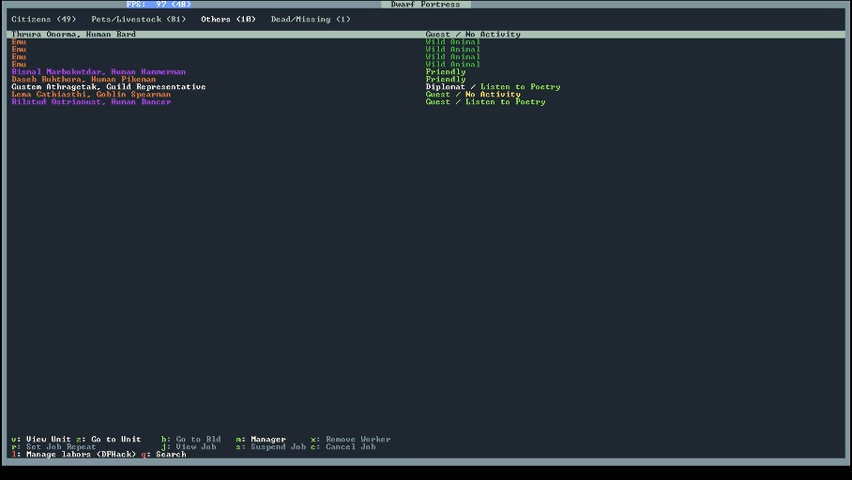 FPS: 97 (48) Dwarf Fortress
Citizens (49) Pets/Livestock (81) Others (10) Dead/Missing (1)
Thrura Onorma, Human Bard Guest / No Activity
Emu Wild Animal
Emu Wild Animal
Emu Wild Animal
Emu Wild Animal
Rismal Marbokutdar, Human Hammerman Friendly
Daseb Buhthora, Human Pikeman Friendly
Gustem Athragetak, Guild Representative Diplomat / Listen to Poetry
Lema Cathiasthi, Goblin Spearman Guest / No Activity
Rilstud Ostrionust, Human Dancer Guest / Listen to Poetry
v: View Unit z: Go to Unit b: Go to Bld m: Manager x: Remove Worker
r: Set Job Repeat j: View Job s: Suspend Job c: Cancel Job
l: Manage labors (DFHack) q: Search